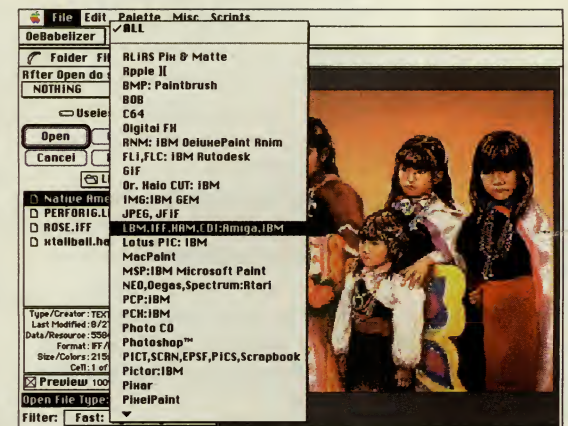 File Edit Palette Misc Scripts
DeBabelizer
✓ALL
Folder
After Open do
NOTHING
Open
Cancel
Native Ame
PERFORIG.L
ROSE.IFF
xtallball.ha
Type/Creator: TEXT
Last Modified: 8/2
Data/Resource: 558
Format: IFF/
Size/Colors: 215
Cell: 1 of
Preview 100
Open File Type:
Filter: Fast:
ALIAS Pix & Matte
Apple ][
BMP: Paintbrush
BOB
C64
Digital FX
ANM: IBM DeluxePaint Anim
FLI,FLC: IBM Autodesk
GIF
Dr. Halo CUT: IBM
IMG:IBM GEM
JPEG, JFIF
LBM,IFF,HAM,CDI:Amiga,IBM
Lotus PIC: IBM
MacPaint
MSP:IBM Microsoft Paint
NEO,Degas,Spectrum:Atari
PCP:IBM
PCX:IBM
Photo CD
Photoshop™
PICT,SCRN,EPSF,PICS,Scrapbook
Pictor:IBM
Pixar
PixelPaint